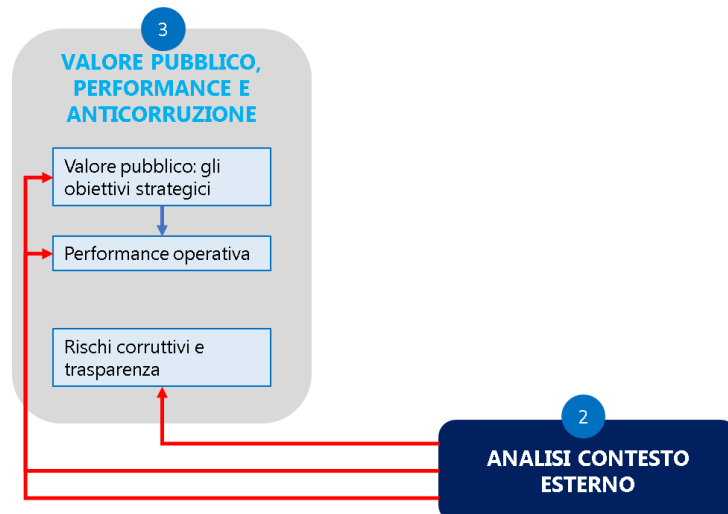 3
VALORE PUBBLICO,
PERFORMANCE E
ANTICORRUZIONE
Valore pubblico: gli
obiettivi strategici
Performance operativa
Rischi corruttivi e
trasparenza
2
ANALISI CONTESTO
ESTERNO